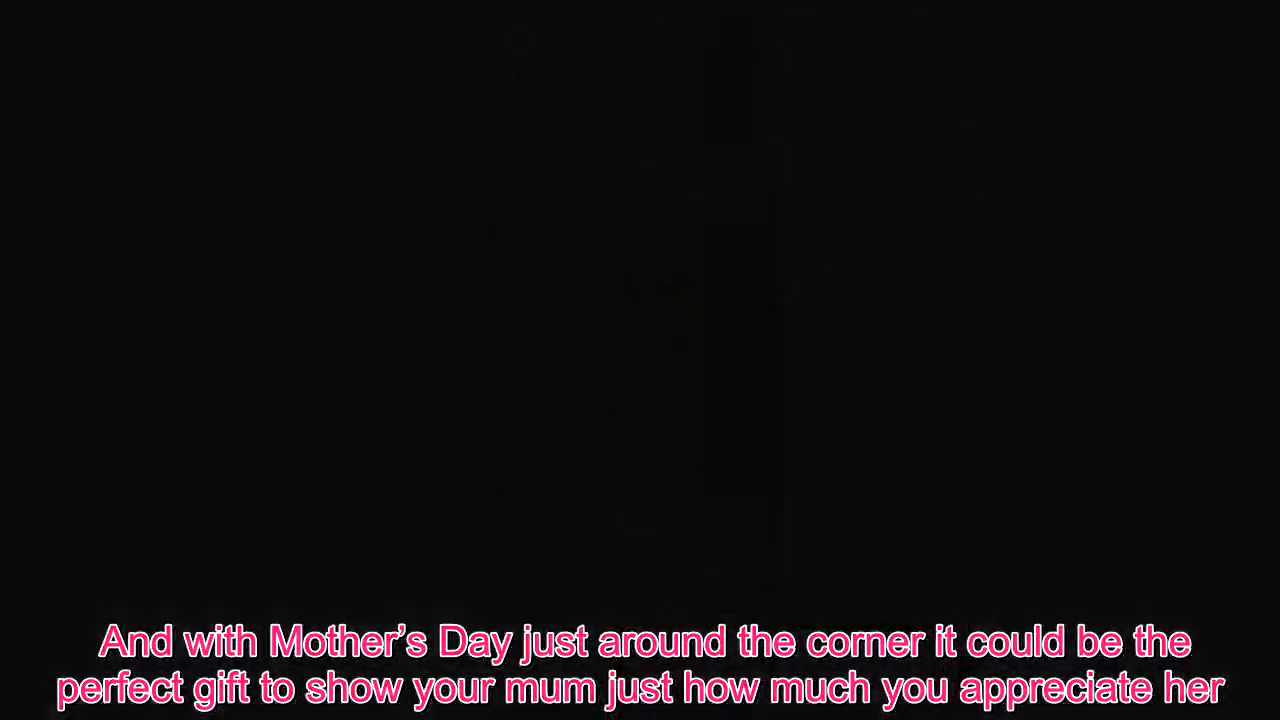 And with Mother’s Day just around the corner it could be the
perfect gift to show your mum just how much you appreciate her